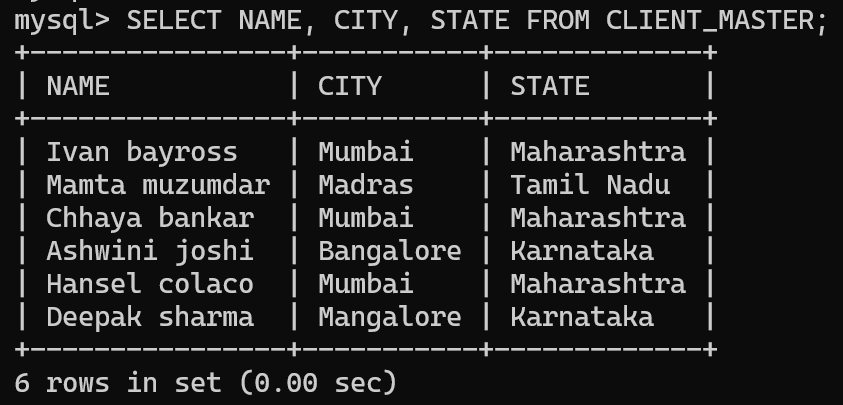 mysql> SELECT NAME, CITY, STATE FROM CLIENT_MASTER;
+----------------+-----------+-------------+
| NAME           | CITY      | STATE       |
+----------------+-----------+-------------+
| Ivan bayross   | Mumbai    | Maharashtra |
| Mamta muzumdar | Madras    | Tamil Nadu  |
| Chhaya bankar  | Mumbai    | Maharashtra |
| Ashwini joshi  | Bangalore | Karnataka   |
| Hansel colaco  | Mumbai    | Maharashtra |
| Deepak sharma  | Mangalore | Karnataka   |
+----------------+-----------+-------------+
6 rows in set (0.00 sec)